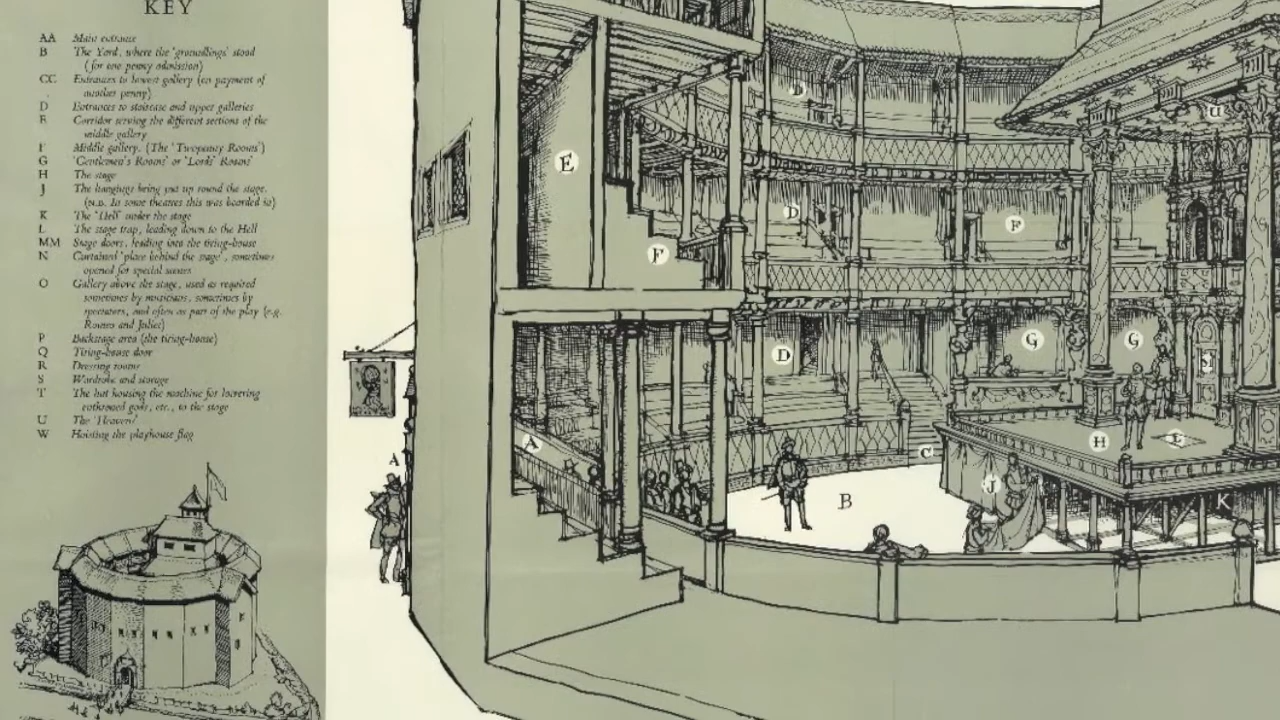 KEY
AA Main entrance
B The Yard, where the 'groundlings' stood
(for one penny admission)
CC Entrances to lowest gallery (on payment of
another penny)
D Entrances to staircase and upper galleries
E Corridor serving the different sections of the
middle gallery
F Middle gallery. (The 'Twopenny Rooms')
G 'Gentlemen's Rooms' or 'Lords' Rooms'
H The stage
J The hangings being put up round the stage.
(N.B. In some theatres this was boarded in)
K The 'Hell' under the stage
L The stage trap, leading down to the Hell
MM Stage doors, leading into the tiring-house
N Curtained 'place behind the stage', sometimes
opened for special scenes
O Gallery above the stage, used as required
sometimes by musicians, sometimes by
spectators, and often as part of the play (e.g.
Romeo and Juliet)
P Backstage area (the tiring-house)
Q Tiring-house door
R Dressing rooms
S Wardrobe and storage
T The hut housing the machine for lowering
enthroned gods, etc., to the stage
U The 'Heavens'
W Hoisting the playhouse flag
D
U
E
D
F
F
G
G
D
A
H
C
A
J
B
K